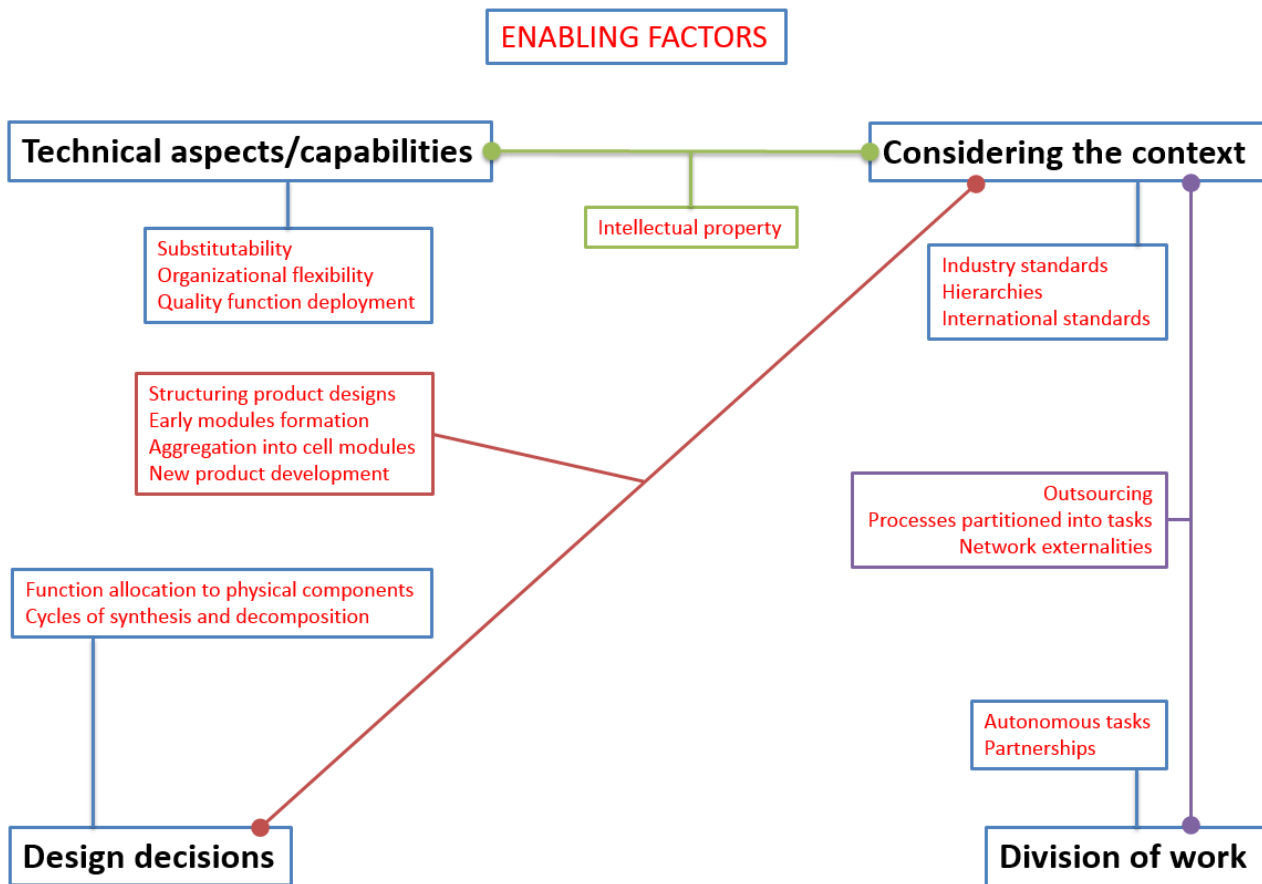 ENABLING FACTORS
Technical aspects/capabilities
Considering the context
Intellectual property
Substitutability
Organizational flexibility
Quality function deployment
Industry standards
Hierarchies
International standards
Structuring product designs
Early modules formation
Aggregation into cell modules
New product development
Outsourcing
Processes partitioned into tasks
Network externalities
Function allocation to physical components
Cycles of synthesis and decomposition
Autonomous tasks
Partnerships
Design decisions
Division of work